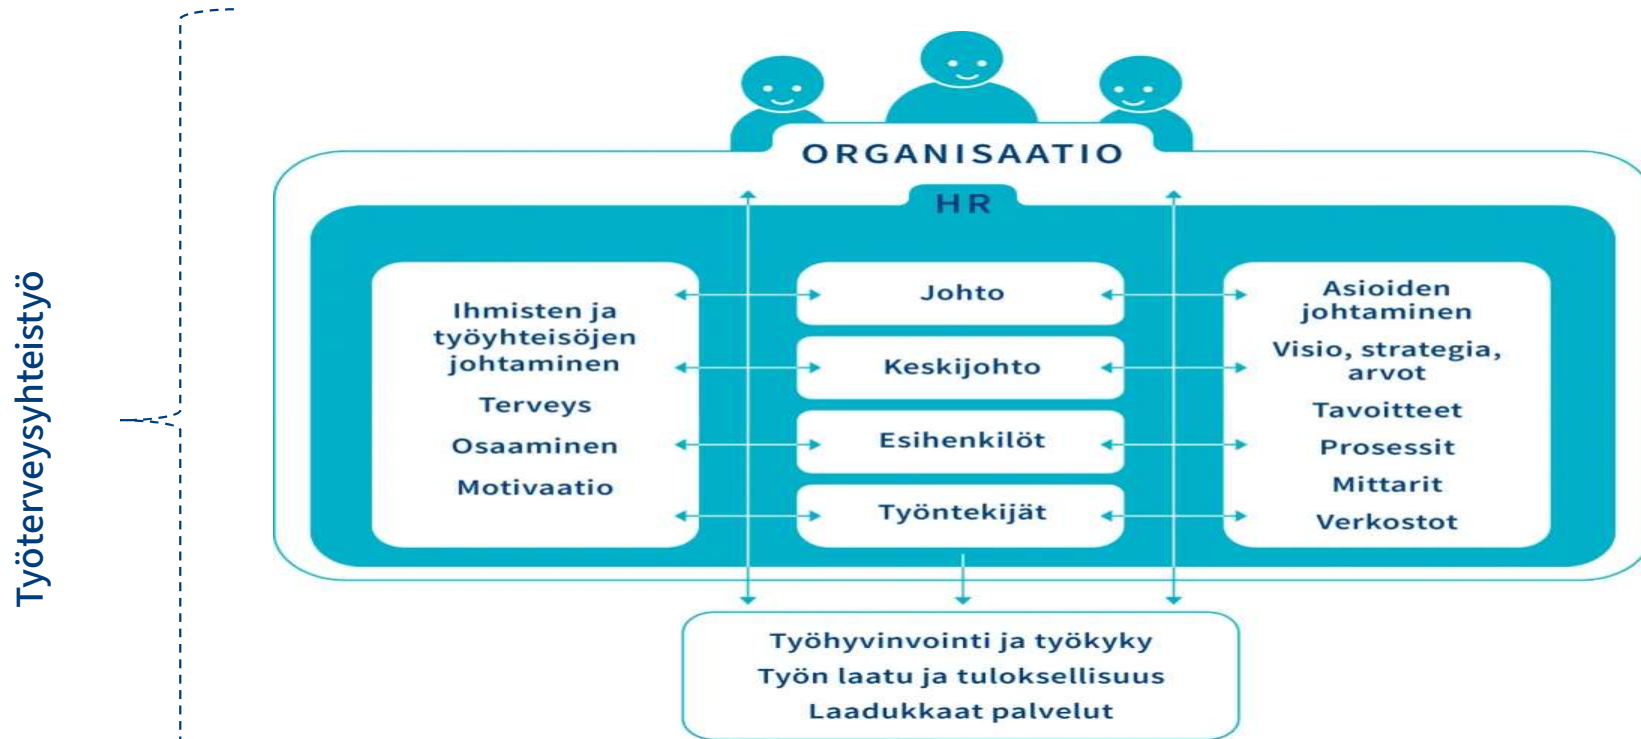 Työterveysyhteistyö
ORGANISAATIO
HR
Ihmisten ja
työyhteisöjen
johtaminen
Terveys
Osaaminen
Motivaatio
Johto
Keskijohto
Esihenkilöt
Työntekijät
Asioiden
johtaminen
Visio, strategia,
arvot
Tavoitteet
Prosessit
Mittarit
Verkostot
Työhyvinvointi ja työkyky
Työn laatu ja tuloksellisuus
Laadukkaat palvelut